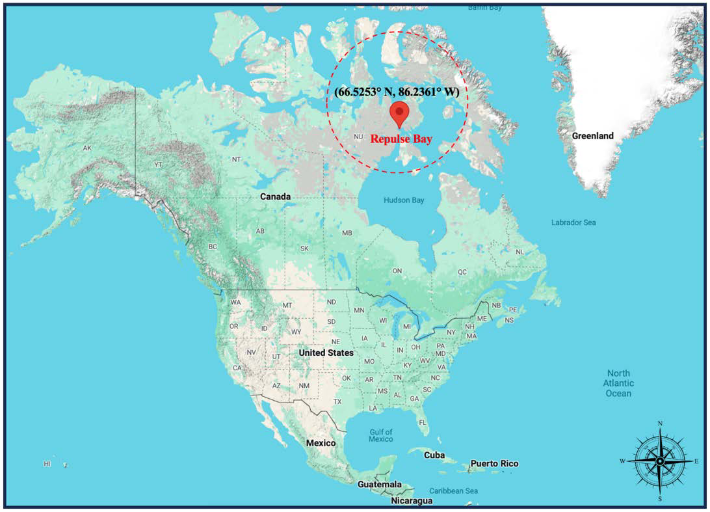 Baffin Bay
(66.5253° N, 86.2361° W)
Repulse Bay
NU
Greenland
AK
YT
NT
Canada
Hudson Bay
Labrador Sea
BC
AB
SK
MB
ON
QC
NL
WA
MT
ND
MN
NB
PE
NS
ME
OR
ID
WY
SD
WI
MI
NY
NH
MA
NV
UT
United States
NE
IA
IL
IN
OH
PA
MD
CA
MO
KY
WV
VA
AZ
NM
OK
AR
TN
NC
TX
MS
AL
GA
SC
LA
FL
North
Atlantic
Ocean
Gulf of
Mexico
Mexico
Cuba
Puerto Rico
HI
Guatemala
Caribbean Sea
Nicaragua
N
W
E
S